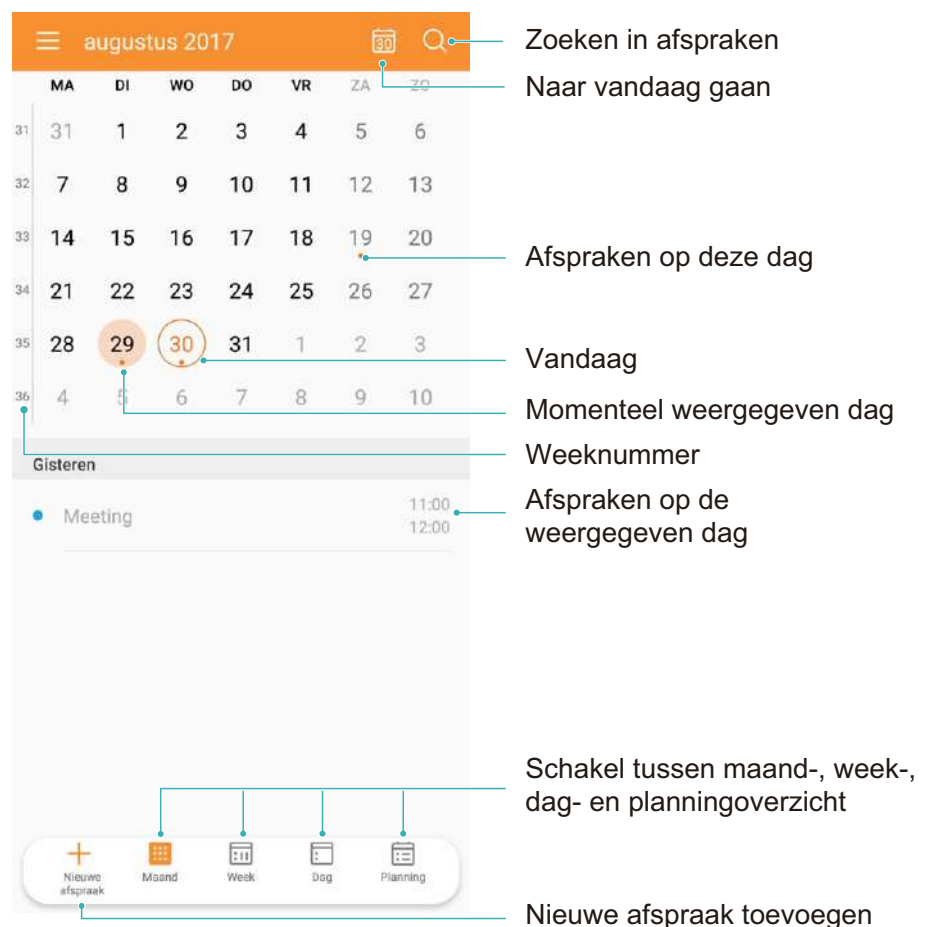 augustus 2017
30
Zoeken in afspraken
Naar vandaag gaan
MA DI WO DO VR ZA ZO
31 31 1 2 3 4 5 6
32 7 8 9 10 11 12 13
33 14 15 16 17 18 19 20
Afspraken op deze dag
34 21 22 23 24 25 26 27
35 28 29 30 31 1 2 3
Vandaag
36 4 5 6 7 8 9 10
Momenteel weergegeven dag
Weeknummer
Gisteren
Meeting
11:00
12:00
Afspraken op de
weergegeven dag
Schakel tussen maand-, week-,
dag- en planningoverzicht
Nieuwe
afspraak
Maand
Week
Dag
Planning
Nieuwe afspraak toevoegen